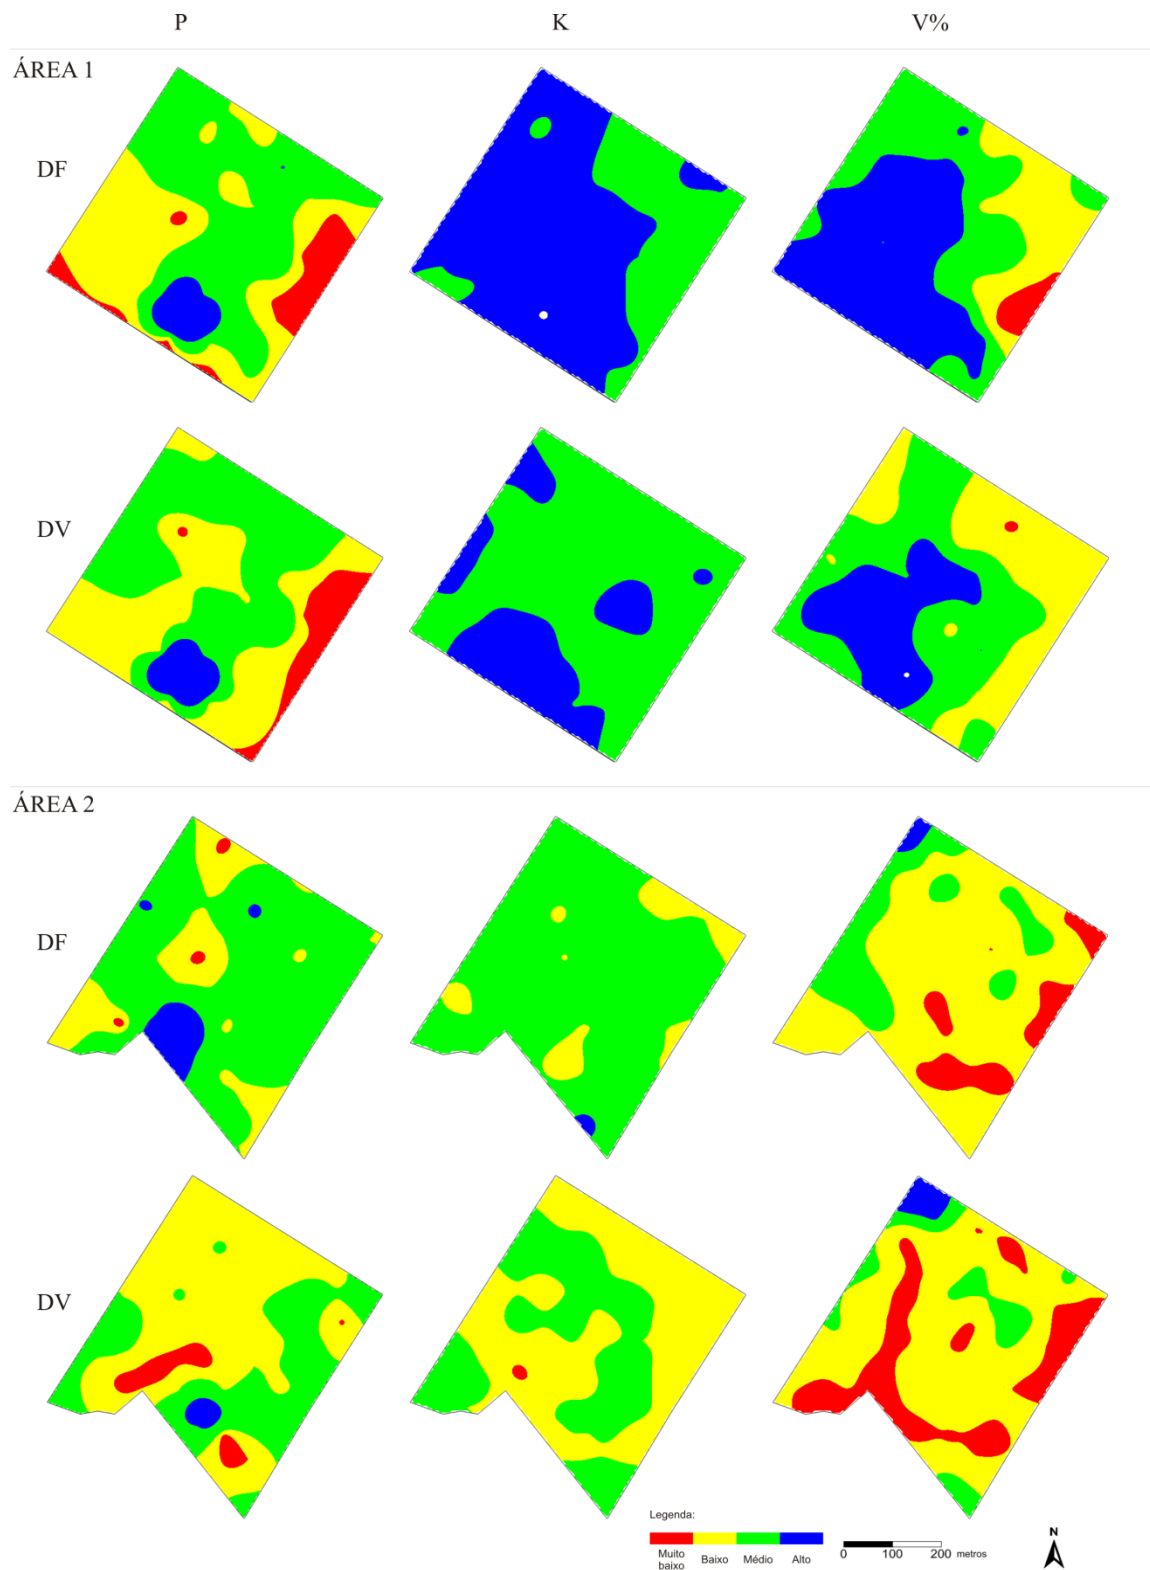 P K V%
ÁREA 1
DF
DV
ÁREA 2
DF
DV
Legenda:
Muito baixo Baixo Médio Alto
0 100 200 metros
N